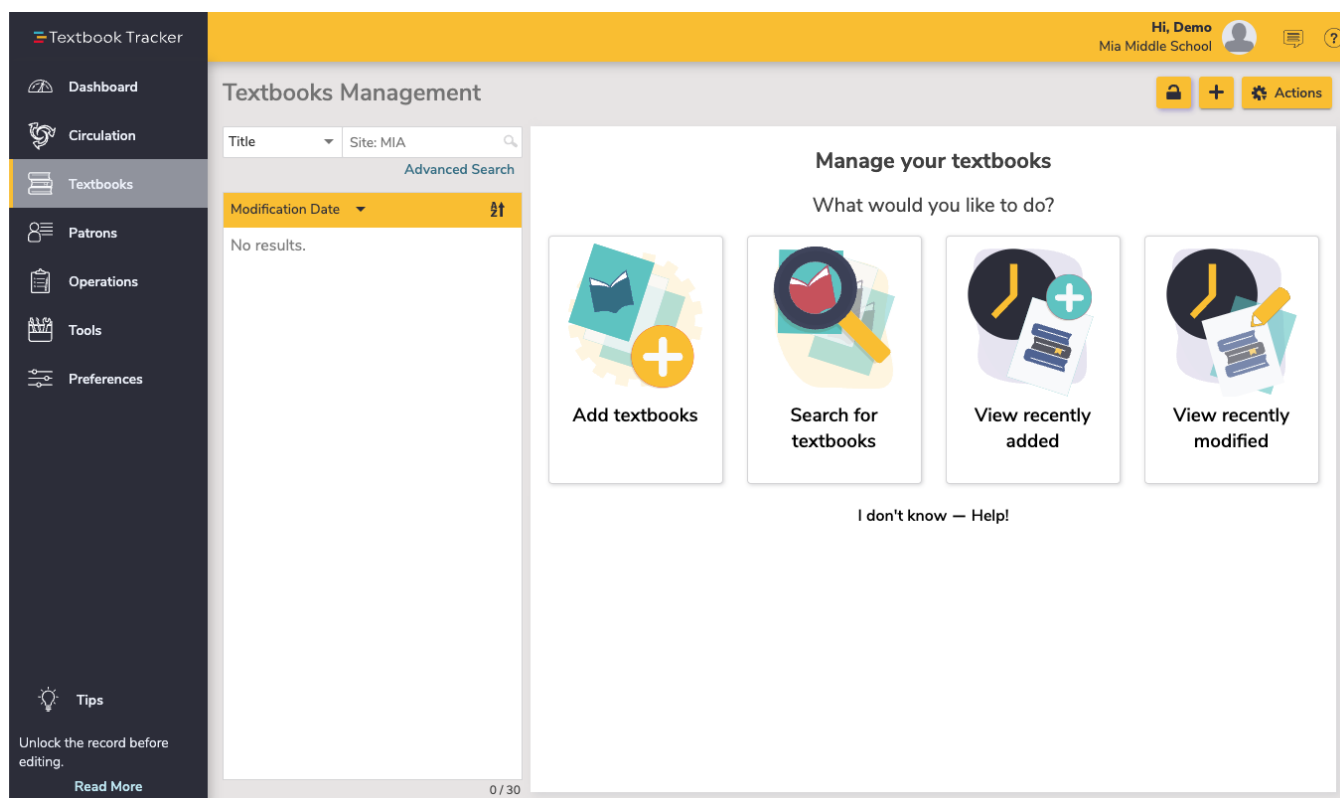 Textbook Tracker
Hi, Demo
Mia Middle School
?
Dashboard
Circulation
Textbooks
Patrons
Operations
Tools
Preferences
Tips
Unlock the record before
editing.
Read More
Textbooks Management
Actions
Title
Site: MIA
Advanced Search
Modification Date
No results.
0 / 30
Manage your textbooks
What would you like to do?
Add textbooks
Search for
textbooks
View recently
added
View recently
modified
I don't know — Help!